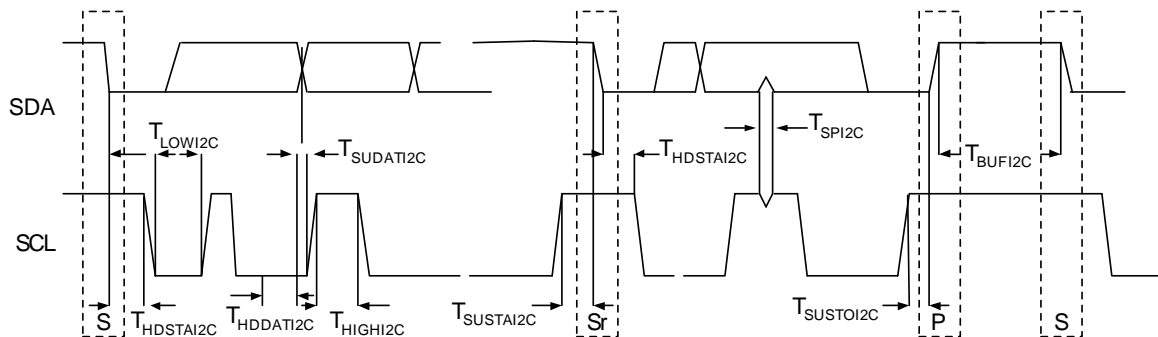 SDA
T_LOWI2C
T_SUDATI2C
T_HDSTAI2C
T_SPI2C
T_BUFI2C
SCL
S
T_HDSTAI2C
T_HDDATI2C
T_HIGHI2C
T_SUSTAI2C
Sr
T_SUSTOI2C
P
S